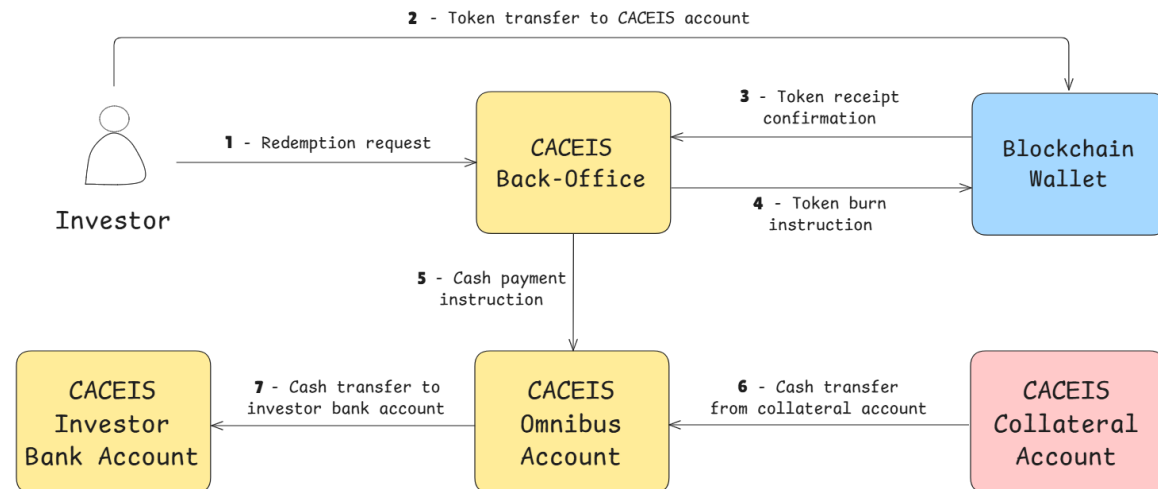 2 - Token transfer to CACEIS account
3 - Token receipt
confirmation
1 - Redemption request
CACEIS
Back-Office
Blockchain
Wallet
Investor
4 - Token burn
instruction
5 - Cash payment
instruction
CACEIS
Investor
Bank Account
7 - Cash transfer to
investor bank account
CACEIS
Omnibus
Account
6 - Cash transfer
from collateral account
CACEIS
Collateral
Account